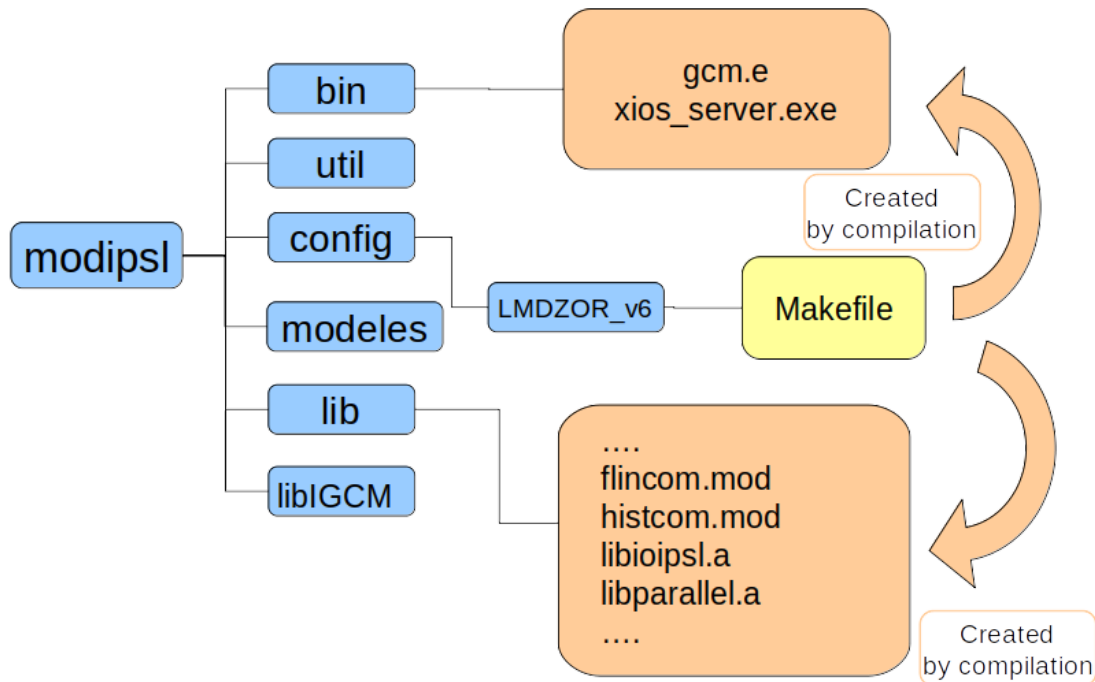 gcm.e
xios_server.exe
bin
util
config
modipsl
modeles
lib
libIGCM
LMDZOR_v6
Makefile
Created
by compilation
....
flincom.mod
histcom.mod
libioipsl.a
libparallel.a
....
Created
by compilation